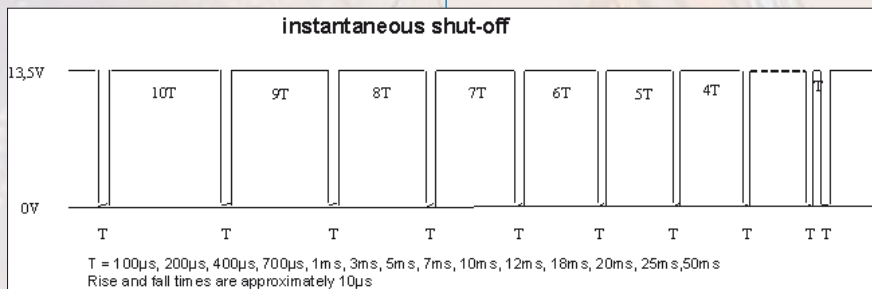 instantaneous shut-off
13,5V
10T 9T 8T 7T 6T 5T 4T T
0V
T T T T T T T T T T
T = 100µs, 200µs, 400µs, 700µs, 1ms, 3ms, 5ms, 7ms, 10ms, 12ms, 18ms, 20ms, 25ms,50ms
Rise and fall times are approximately 10µs